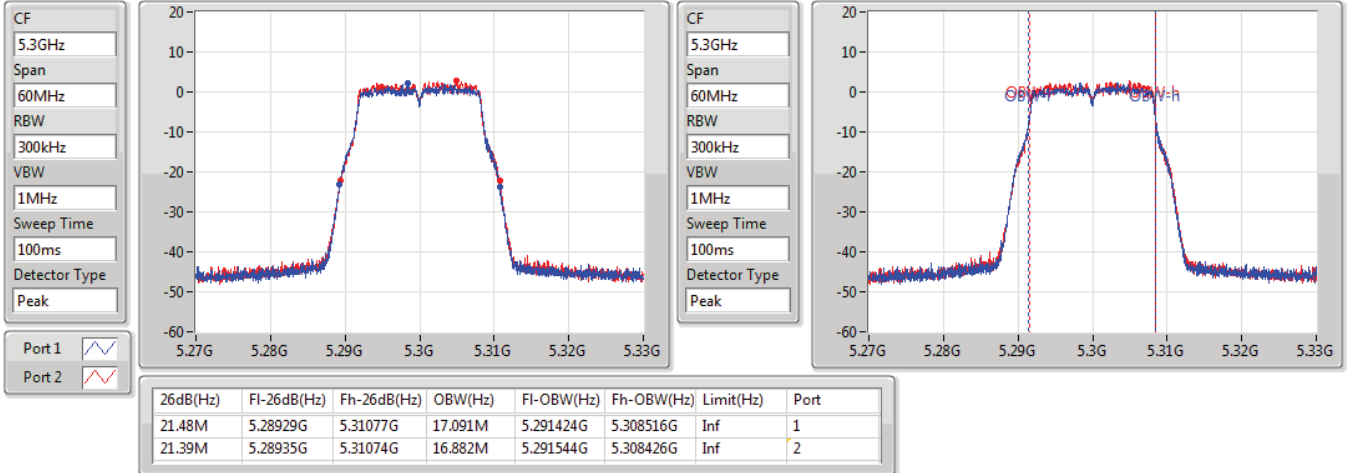 CF
5.3GHz
Span
60MHz
RBW
300kHz
VBW
1MHz
Sweep Time
100ms
Detector Type
Peak
Port 1
Port 2
20
10
0
-10
-20
-30
-40
-50
-60
5.27G 5.28G 5.29G 5.3G 5.31G 5.32G 5.33G
CF
5.3GHz
Span
60MHz
RBW
300kHz
VBW
1MHz
Sweep Time
100ms
Detector Type
Peak
20
10
0
-10
-20
-30
-40
-50
-60
OBW-h
5.27G 5.28G 5.29G 5.3G 5.31G 5.32G 5.33G
26dB(Hz) Fl-26dB(Hz) Fh-26dB(Hz) OBW(Hz) Fl-OBW(Hz) Fh-OBW(Hz) Limit(Hz) Port
21.48M 5.28929G 5.31077G 17.091M 5.291424G 5.308516G Inf 1
21.39M 5.28935G 5.31074G 16.882M 5.291544G 5.308426G Inf 2